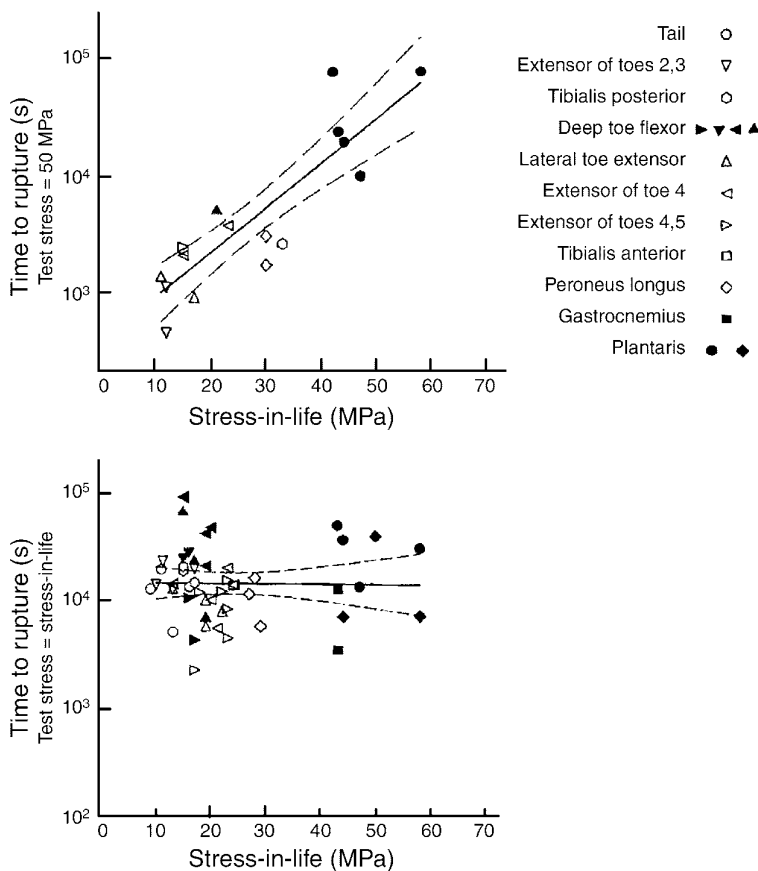 10⁵
10⁴
10³
Time to rupture (s)
Test stress = 50 MPa
0 10 20 30 40 50 60 70
Stress-in-life (MPa)
Tail
Extensor of toes 2,3
Tibialis posterior
Deep toe flexor
Lateral toe extensor
Extensor of toe 4
Extensor of toes 4,5
Tibialis anterior
Peroneus longus
Gastrocnemius
Plantaris
10⁵
10⁴
10³
10²
Time to rupture (s)
Test stress = stress-in-life
0 10 20 30 40 50 60 70
Stress-in-life (MPa)